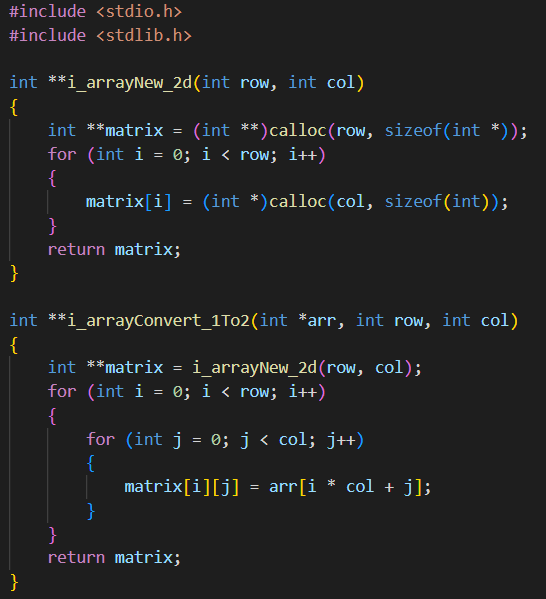 #include <stdio.h>
#include <stdlib.h>

int **i_arrayNew_2d(int row, int col)
{
    int **matrix = (int **)calloc(row, sizeof(int *));
    for (int i = 0; i < row; i++)
    {
        matrix[i] = (int *)calloc(col, sizeof(int));
    }
    return matrix;
}

int **i_arrayConvert_1To2(int *arr, int row, int col)
{
    int **matrix = i_arrayNew_2d(row, col);
    for (int i = 0; i < row; i++)
    {
        for (int j = 0; j < col; j++)
        {
            matrix[i][j] = arr[i * col + j];
        }
    }
    return matrix;
}